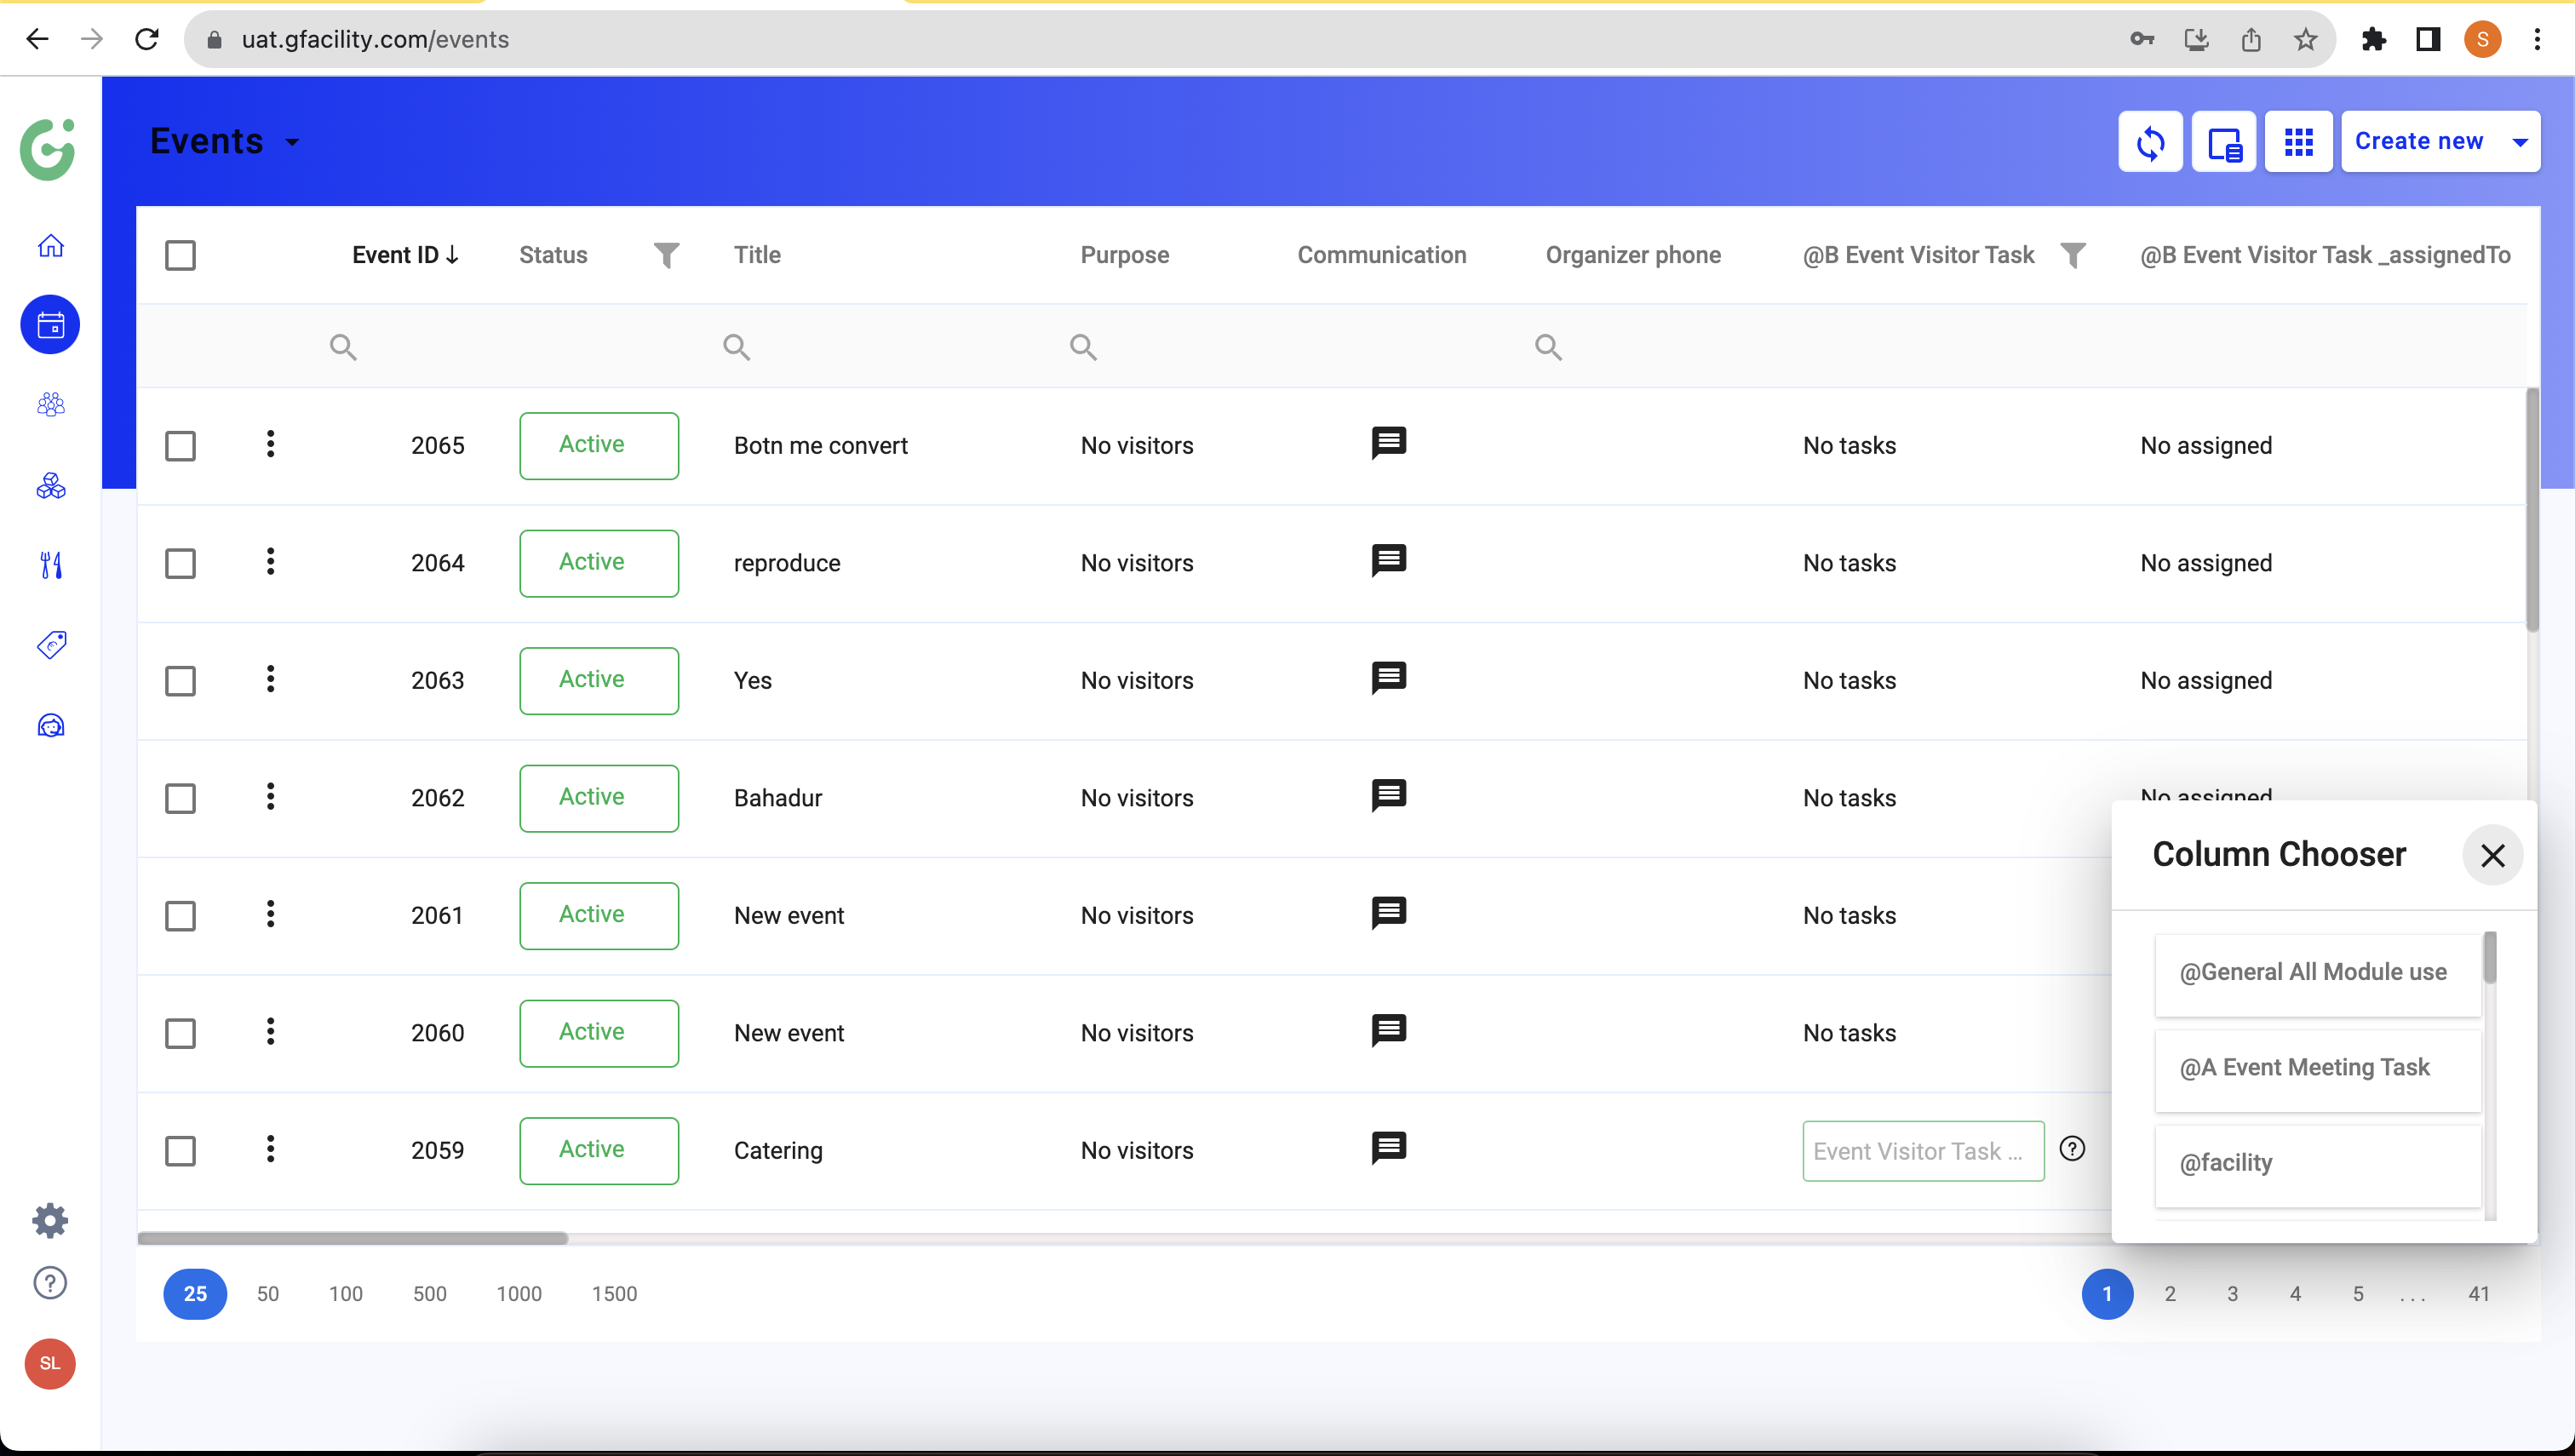 uat.gfacility.com/events
S
Events
Create new
Event ID Status Title Purpose Communication Organizer phone @B Event Visitor Task @B Event Visitor Task _assignedTo
2065 Active Botn me convert No visitors No tasks No assigned
2064 Active reproduce No visitors No tasks No assigned
2063 Active Yes No visitors No tasks No assigned
2062 Active Bahadur No visitors No tasks No assigned
2061 Active New event No visitors No tasks
2060 Active New event No visitors No tasks
2059 Active Catering No visitors Event Visitor Task ...
Column Chooser
@General All Module use
@A Event Meeting Task
@facility
25 50 100 500 1000 1500
1 2 3 4 5 ... 41
SL